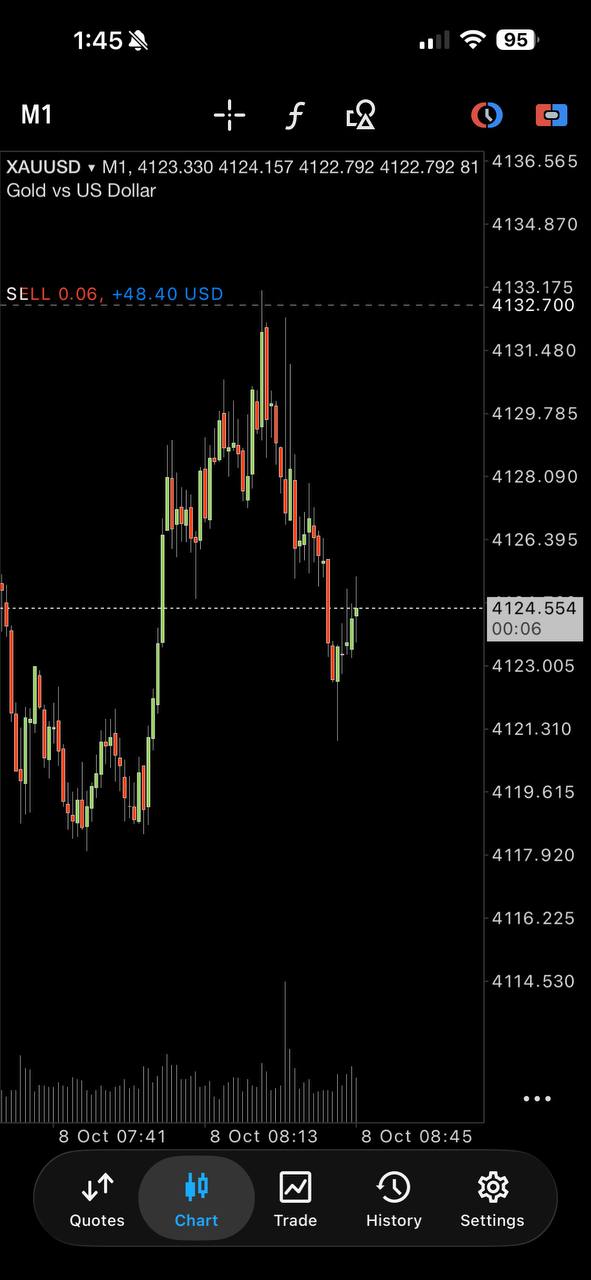 1:45 95
M1 f
XAUUSD ▾ M1, 4123.330 4124.157 4122.792 4122.792 81
Gold vs US Dollar
4136.565
4134.870
SELL 0.06, +48.40 USD
4133.175
4132.700
4131.480
4129.785
4128.090
4126.395
4124.554
00:06
4123.005
4121.310
4119.615
4117.920
4116.225
4114.530
8 Oct 07:41 8 Oct 08:13 8 Oct 08:45
Quotes Chart Trade History Settings